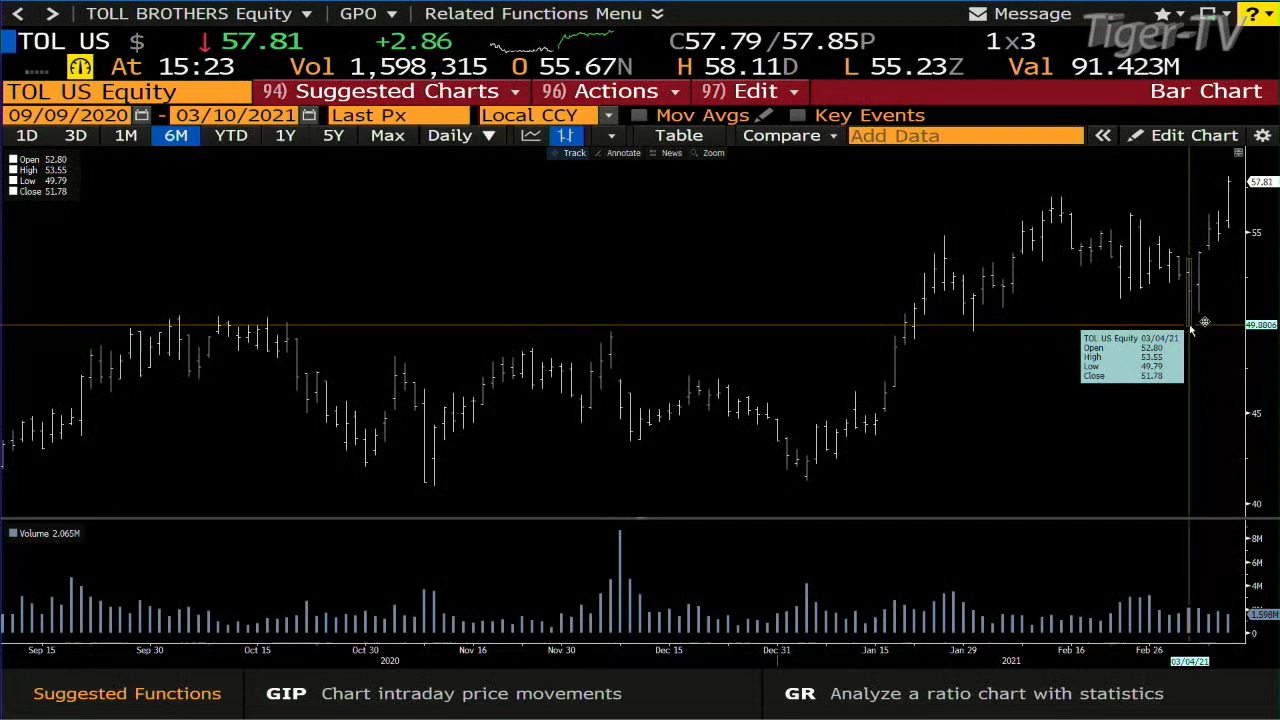 TOLL BROTHERS Equity GPO Related Functions Menu Message ?
Tiger-TV
TOL US $ 57.81 +2.86 C57.79/57.85P 1x3
At 15:23 Vol 1,598,315 O 55.67N H 58.11D L 55.23Z Val 91.423M
TOL US Equity 94) Suggested Charts 96) Actions 97) Edit Bar Chart
09/09/2020 - 03/10/2021 Last Px Local CCY Mov Avgs Key Events
1D 3D 1M 6M YTD 1Y 5Y Max Daily Table Compare Add Data Edit Chart
Track Annotate News Zoom
Open 52.80
High 53.55
Low 49.79
Close 51.78
57.81
55
49.8806
TOL US Equity 03/04/21
Open 52.80
High 53.55
Low 49.79
Close 51.78
45
40
Volume 2.065M
8M
6M
4M
1.598M
0
Sep 15 Sep 30 Oct 15 Oct 30 Nov 16 Nov 30 Dec 15 Dec 31 Jan 15 Jan 29 Feb 16 Feb 26
2020 2021 03/04/21
Suggested Functions GIP Chart intraday price movements GR Analyze a ratio chart with statistics